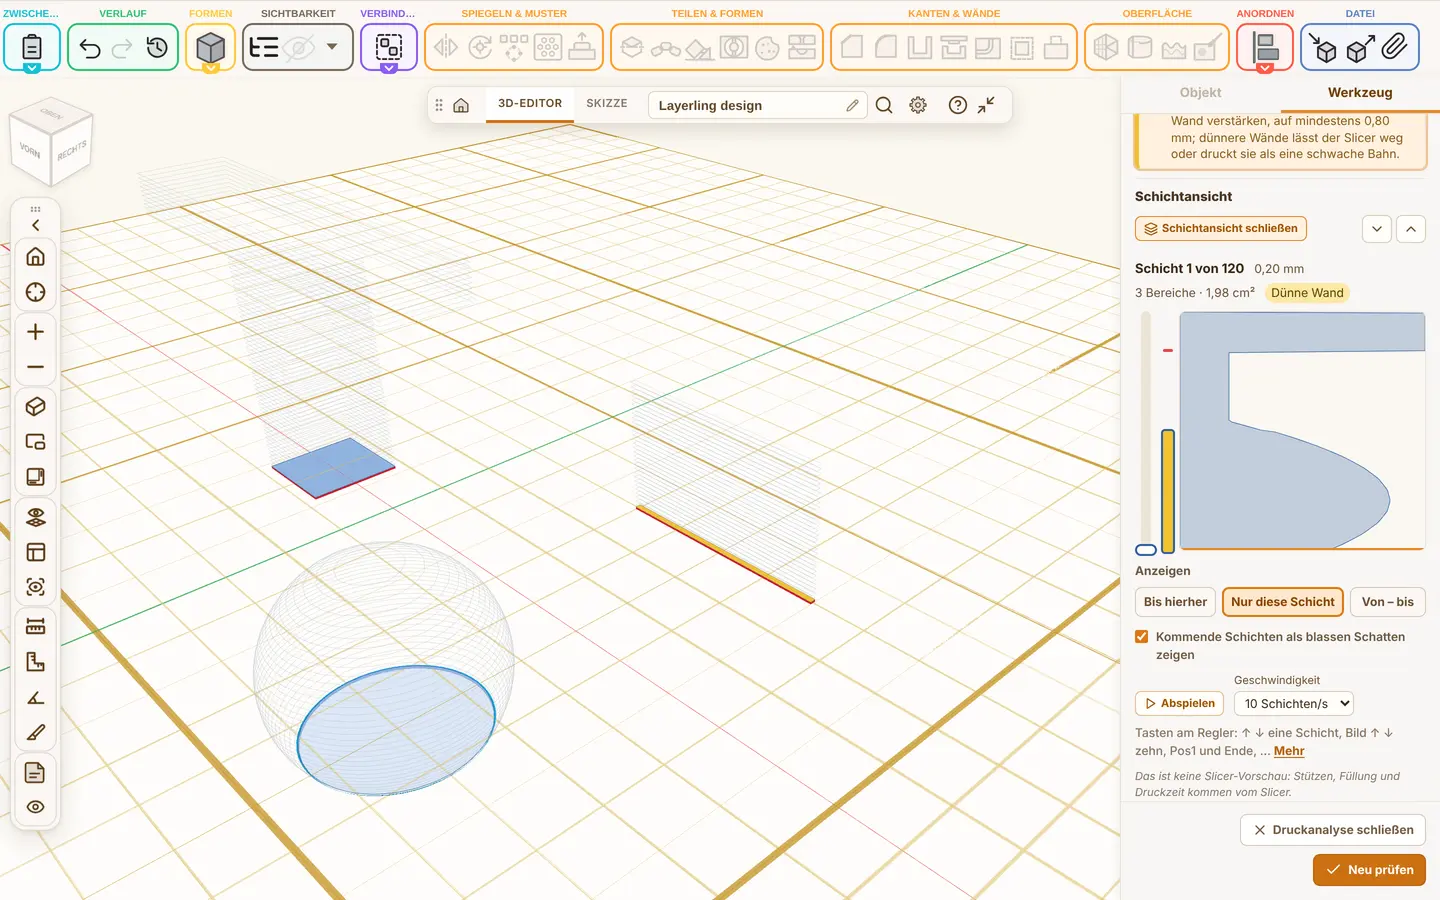 ZWISCHE...
VERLAUF
FORMEN
SICHTBARKEIT
VERBIND...
SPIEGELN & MUSTER
TEILEN & FORMEN
KANTEN & WÄNDE
OBERFLÄCHE
ANORDNEN
DATEI
3D-EDITOR
SKIZZE
Layerling design
OBEN
VORN
RECHTS
Objekt
Werkzeug
Wand verstärken, auf mindestens 0,80
mm; dünnere Wände lässt der Slicer weg
oder druckt sie als eine schwache Bahn.
Schichtansicht
Schichtansicht schließen
Schicht 1 von 120 0,20 mm
3 Bereiche · 1,98 cm² Dünne Wand
Anzeigen
Bis hierher
Nur diese Schicht
Von – bis
Kommende Schichten als blassen Schatten
zeigen
Geschwindigkeit
Abspielen
10 Schichten/s
Tasten am Regler: ↑ ↓ eine Schicht, Bild ↑ ↓
zehn, Pos1 und Ende, ... Mehr
Das ist keine Slicer-Vorschau: Stützen, Füllung und
Druckzeit kommen vom Slicer.
Druckanalyse schließen
Neu prüfen